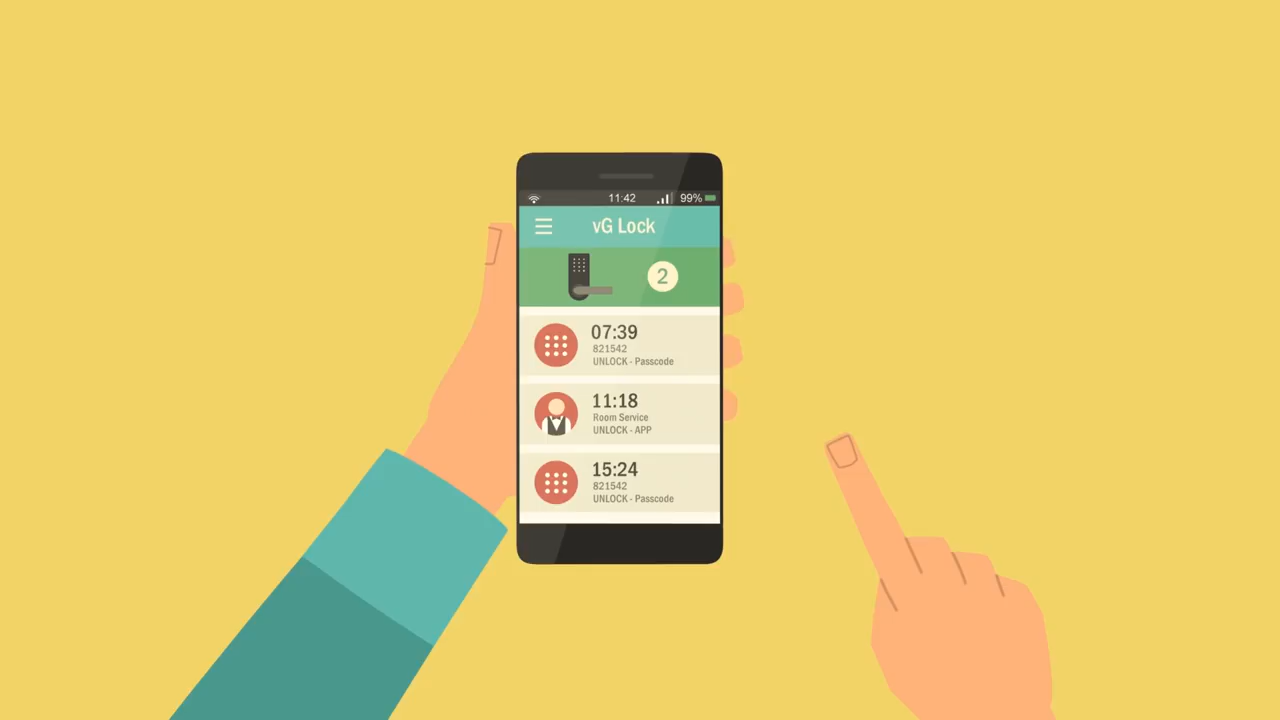 11:42 99%
vG Lock
2
07:39
821542
UNLOCK - Passcode
11:18
Room Service
UNLOCK - APP
15:24
821542
UNLOCK - Passcode